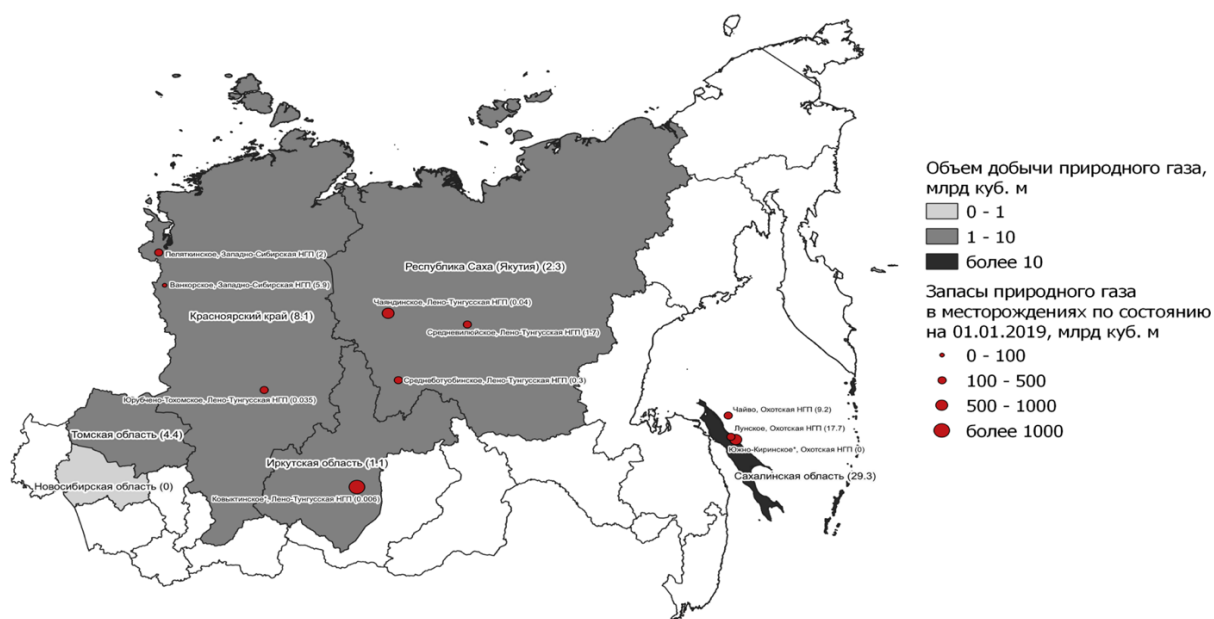 Пеляткинское, Западно-Сибирская НГП (2)
Ванкорское, Западно-Сибирская НГП (5.9)
Красноярский край (8.1)
Республика Саха (Якутия) (2.3)
Чаяндинское, Лено-Тунгусская НГП (0.04)
Средневилюйское, Лено-Тунгусская НГП (1.7)
Среднеботуобинское, Лено-Тунгусская НГП (0.3)
Юрубчено-Тохомское, Лено-Тунгусская НГП (0.035)
Томская область (4.4)
Новосибирская область (0)
Иркутская область (1.1)
Ковыктинское*, Лено-Тунгусская НГП (0.006)
Чайво, Охотская НГП (9.2)
Лунское, Охотская НГП (17.7)
Южно-Киринское*, Охотская НГП (0)
Сахалинская область (29.3)
Объем добычи природного газа,
млрд куб. м
0 - 1
1 - 10
более 10
Запасы природного газа
в месторождениях по состоянию
на 01.01.2019, млрд куб. м
0 - 100
100 - 500
500 - 1000
более 1000